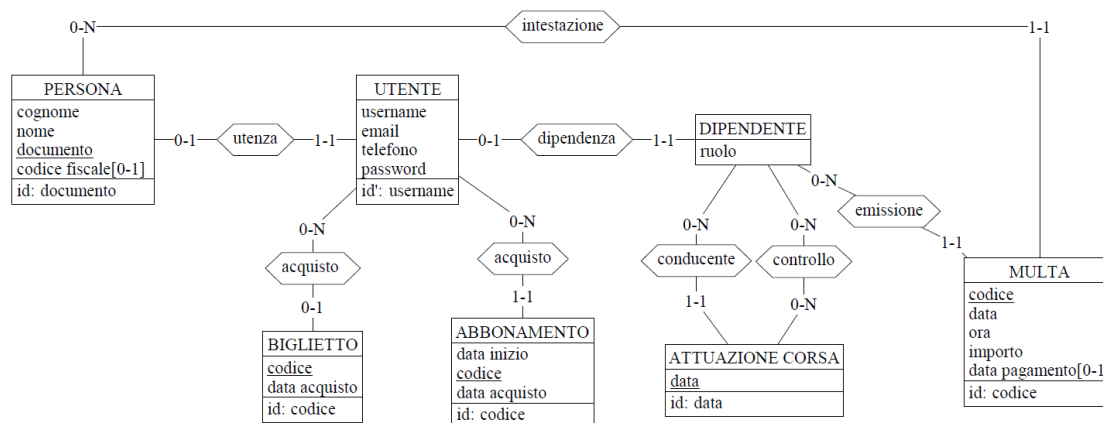 0-N
intestazione
1-1
PERSONA
cognome
nome
documento
codice fiscale[0-1]
id: documento
0-1
utenza
1-1
UTENTE
username
email
telefono
password
id': username
0-1
dipendenza
1-1
DIPENDENTE
ruolo
0-N
acquisto
0-1
0-N
acquisto
1-1
0-N
conducente
1-1
0-N
controllo
0-N
0-N
emissione
1-1
BIGLIETTO
codice
data acquisto
id: codice
ABBONAMENTO
data inizio
codice
data acquisto
id: codice
ATTUAZIONE CORSA
data
id: data
MULTA
codice
data
ora
importo
data pagamento[0-1
id: codice